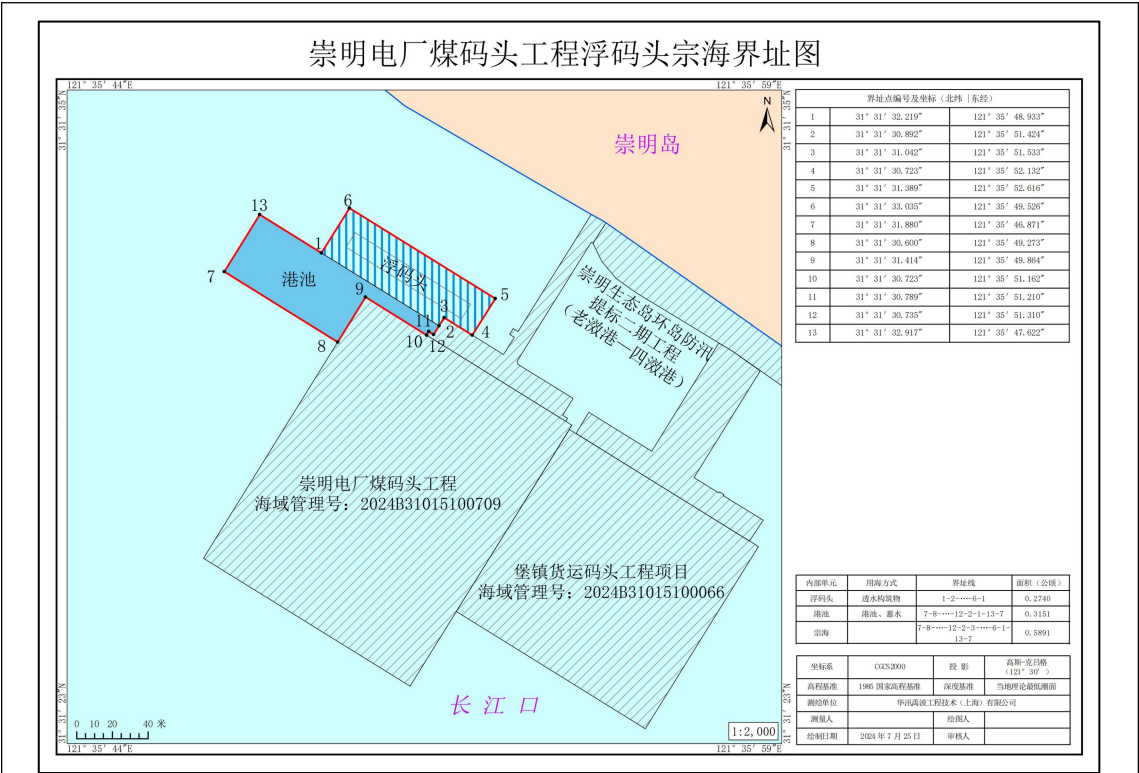 崇明电厂煤码头工程浮码头宗海界址图
121° 35′ 44″E
121° 35′ 59″E
31° 31′ 35″N
31° 31′ 35″N
N
崇明岛
13
6
1
7
港池
浮码头
9
5
3
11
2
4
8
10
12
崇明生态岛环岛防汛
提标二期工程
(老滧港—四滧港)
崇明电厂煤码头工程
海域管理号: 2024B31015100709
堡镇货运码头工程项目
海域管理号: 2024B31015100066
长 江 口
0 10 20 40 米
1:2,000
31° 31′ 23″N
31° 31′ 23″N
121° 35′ 44″E
121° 35′ 59″E
界址点编号及坐标(北纬 |东经)
1 31° 31′ 32.219″ 121° 35′ 48.933″
2 31° 31′ 30.892″ 121° 35′ 51.424″
3 31° 31′ 31.042″ 121° 35′ 51.533″
4 31° 31′ 30.723″ 121° 35′ 52.132″
5 31° 31′ 31.389″ 121° 35′ 52.616″
6 31° 31′ 33.035″ 121° 35′ 49.526″
7 31° 31′ 31.880″ 121° 35′ 46.871″
8 31° 31′ 30.600″ 121° 35′ 49.273″
9 31° 31′ 31.414″ 121° 35′ 49.864″
10 31° 31′ 30.723″ 121° 35′ 51.162″
11 31° 31′ 30.789″ 121° 35′ 51.210″
12 31° 31′ 30.735″ 121° 35′ 51.310″
13 31° 31′ 32.917″ 121° 35′ 47.622″
内部单元 用海方式 界址线 面积(公顷)
浮码头 透水构筑物 1-2-…-6-1 0.2740
港池 港池、蓄水 7-8-…-12-2-1-13-7 0.3151
宗海 7-8-…-12-2-3-…-6-1-
13-7 0.5891
坐标系 CGCS2000 投 影 高斯-克吕格
(121° 30′ )
高程基准 1985 国家高程基准 深度基准 当地理论最低潮面
测绘单位 华汛禹波工程技术(上海)有限公司
测量人 绘图人
绘制日期 2024 年 7 月 25 日 审核人